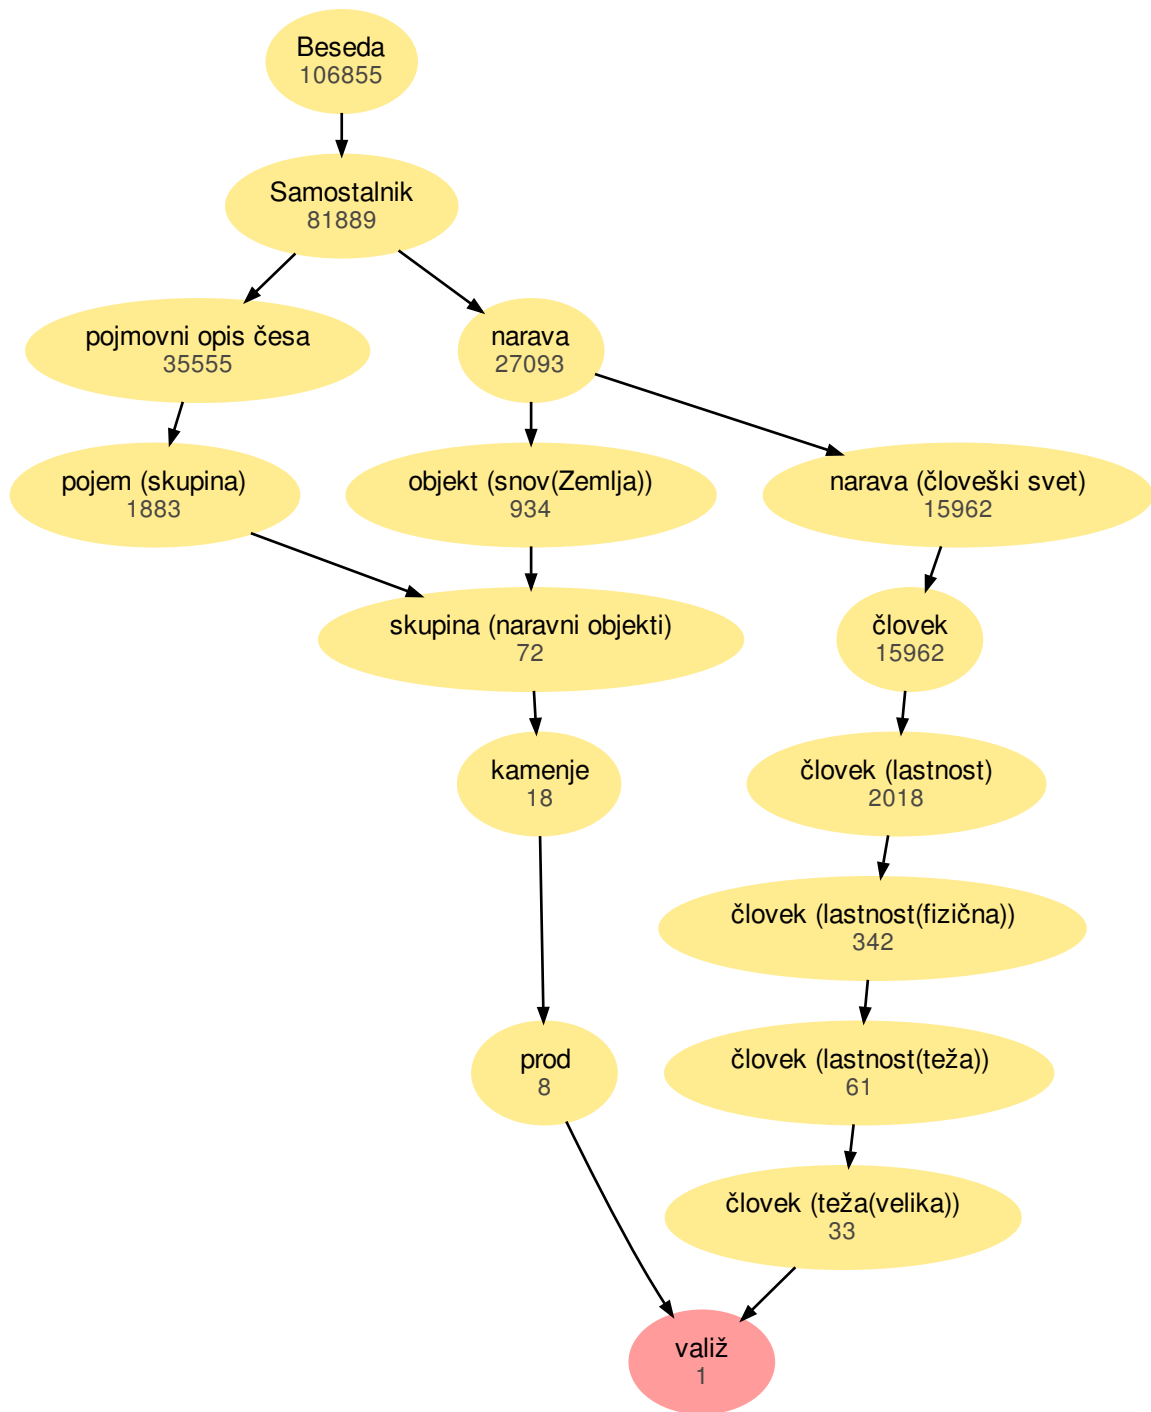 Beseda
106855
Samostalnik
81889
pojmovni opis česa
35555
narava
27093
pojem (skupina)
1883
objekt (snov(Zemlja))
934
narava (človeški svet)
15962
skupina (naravni objekti)
72
človek
15962
kamenje
18
človek (lastnost)
2018
človek (lastnost(fizična))
342
prod
8
človek (lastnost(teža))
61
človek (teža(velika))
33
valiž
1